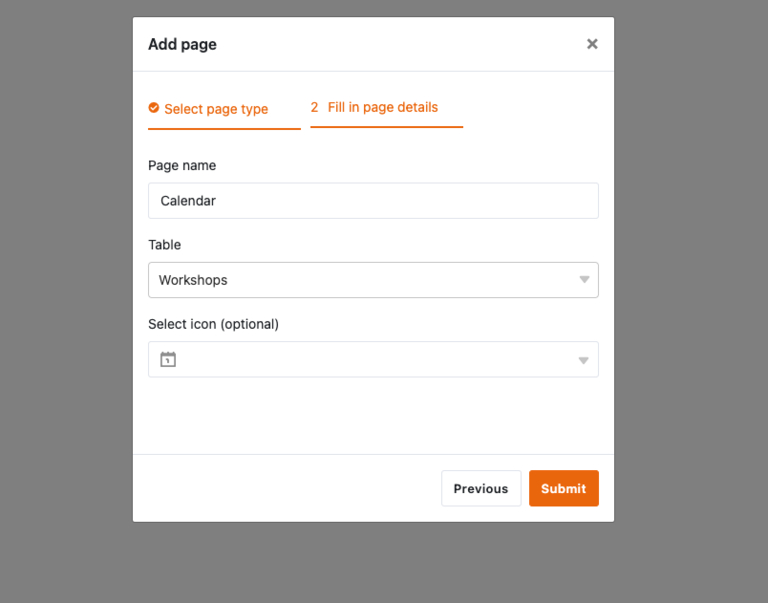 Add page
Select page type
2 Fill in page details
Page name
Calendar
Table
Workshops
Select icon (optional)
1
Previous
Submit